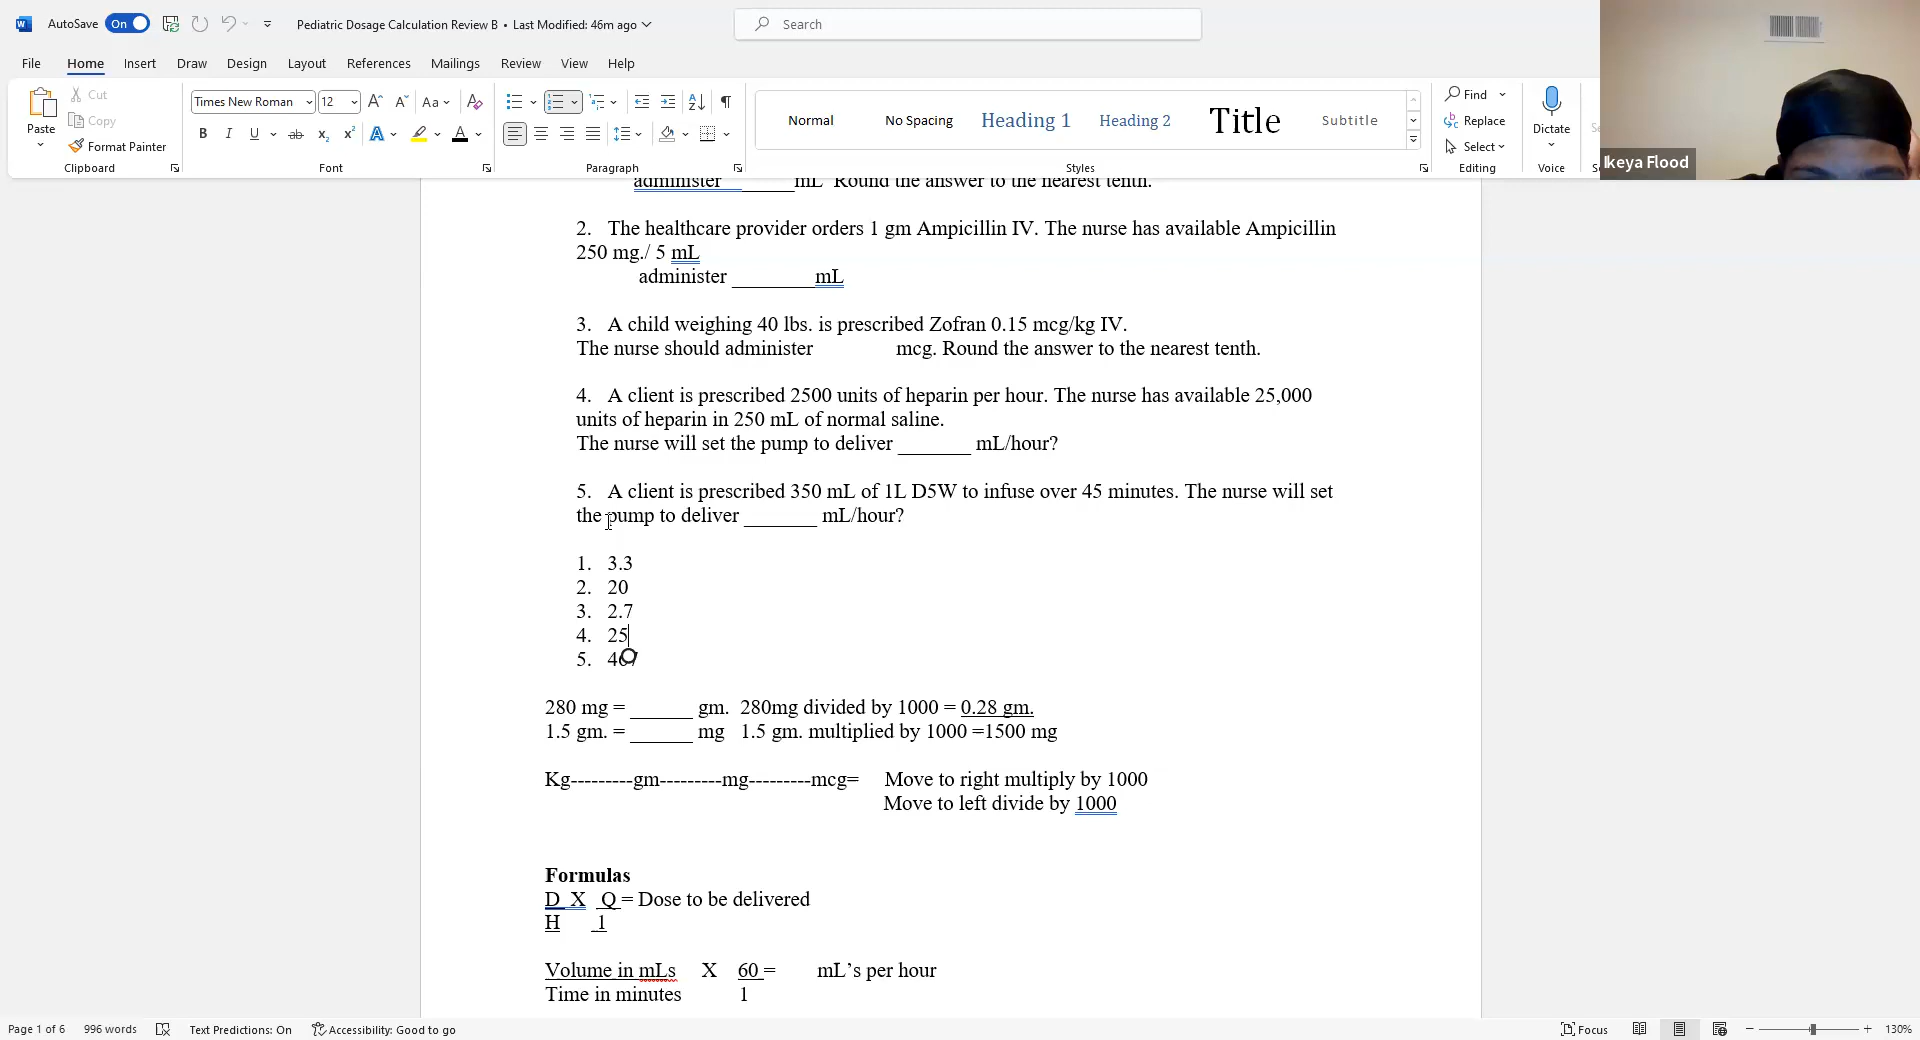 AutoSave On Pediatric Dosage Calculation Review B • Last Modified: 46m ago Search
File Home Insert Draw Design Layout References Mailings Review View Help
Paste Cut Copy Format Painter Clipboard
Times New Roman 12 Font
Paragraph
Normal No Spacing Heading 1 Heading 2 Title Subtitle Styles
Find Replace Select Editing
Dictate Voice
Ikeya Flood
administer ______mL Round the answer to the nearest tenth.
2. The healthcare provider orders 1 gm Ampicillin IV. The nurse has available Ampicillin
250 mg./ 5 mL
administer ________mL
3. A child weighing 40 lbs. is prescribed Zofran 0.15 mcg/kg IV.
The nurse should administer mcg. Round the answer to the nearest tenth.
4. A client is prescribed 2500 units of heparin per hour. The nurse has available 25,000
units of heparin in 250 mL of normal saline.
The nurse will set the pump to deliver _______ mL/hour?
5. A client is prescribed 350 mL of 1L D5W to infuse over 45 minutes. The nurse will set
the pump to deliver _______ mL/hour?
1. 3.3
2. 20
3. 2.7
4. 25
5.
280 mg = ______ gm. 280mg divided by 1000 = 0.28 gm.
1.5 gm. = ______ mg 1.5 gm. multiplied by 1000 =1500 mg
Kg---------gm---------mg---------mcg= Move to right multiply by 1000
Move to left divide by 1000
Formulas
D X Q = Dose to be delivered
H 1
Volume in mLs X 60 = mL's per hour
Time in minutes 1
Page 1 of 6 996 words Text Predictions: On Accessibility: Good to go Focus 130%